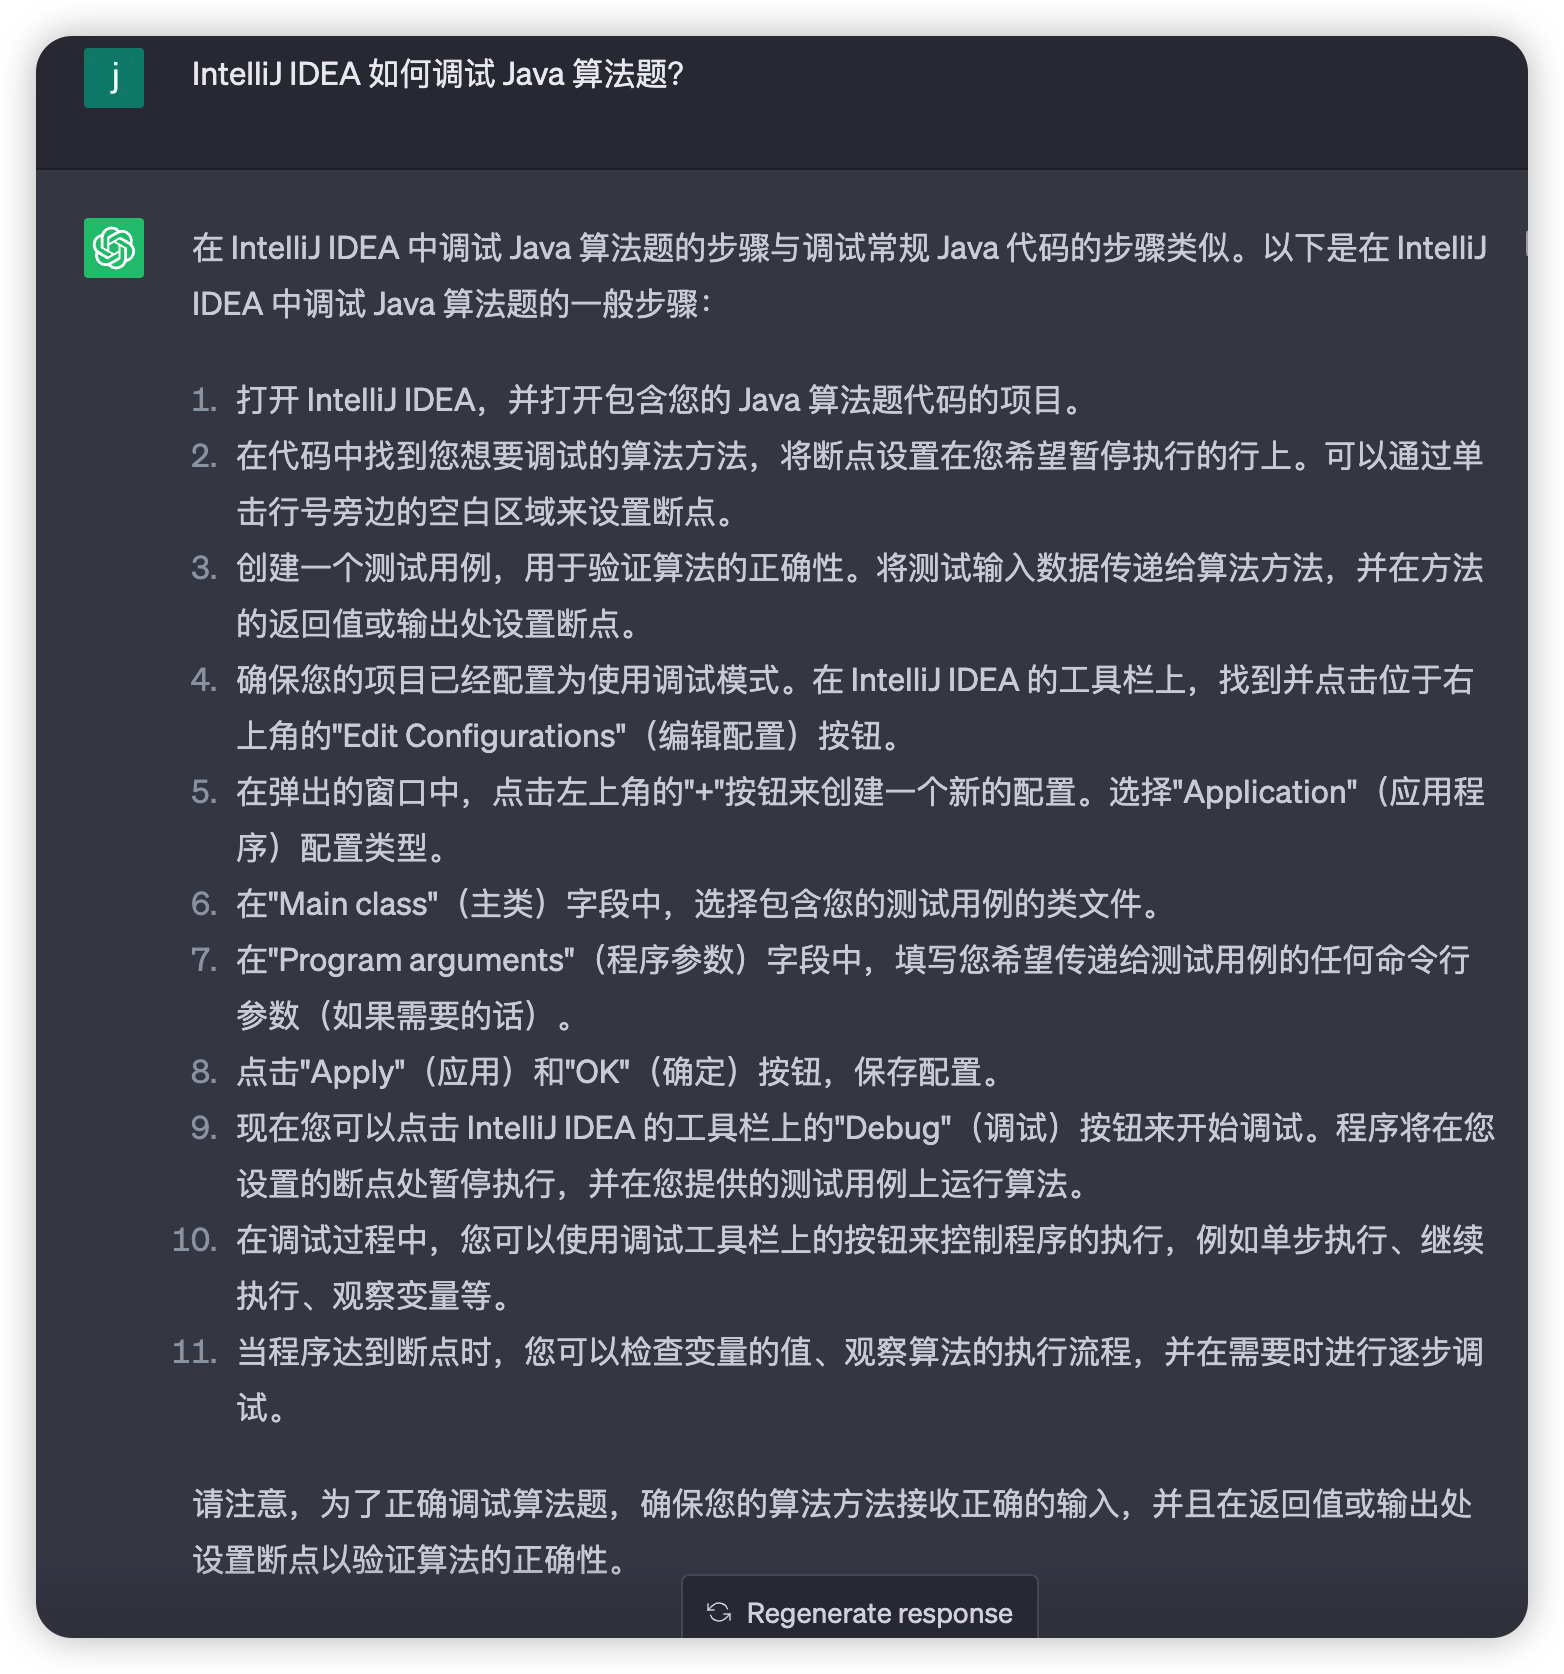 j
IntelliJ IDEA 如何调试 Java 算法题?
在 IntelliJ IDEA 中调试 Java 算法题的步骤与调试常规 Java 代码的步骤类似。以下是在 IntelliJ
IDEA 中调试 Java 算法题的一般步骤：
1. 打开 IntelliJ IDEA，并打开包含您的 Java 算法题代码的项目。
2. 在代码中找到您想要调试的算法方法，将断点设置在您希望暂停执行的行上。可以通过单
击行号旁边的空白区域来设置断点。
3. 创建一个测试用例，用于验证算法的正确性。将测试输入数据传递给算法方法，并在方法
的返回值或输出处设置断点。
4. 确保您的项目已经配置为使用调试模式。在 IntelliJ IDEA 的工具栏上，找到并点击位于右
上角的"Edit Configurations"（编辑配置）按钮。
5. 在弹出的窗口中，点击左上角的"+"按钮来创建一个新的配置。选择"Application"（应用程
序）配置类型。
6. 在"Main class"（主类）字段中，选择包含您的测试用例的类文件。
7. 在"Program arguments"（程序参数）字段中，填写您希望传递给测试用例的任何命令行
参数（如果需要的话）。
8. 点击"Apply"（应用）和"OK"（确定）按钮，保存配置。
9. 现在您可以点击 IntelliJ IDEA 的工具栏上的"Debug"（调试）按钮来开始调试。程序将在您
设置的断点处暂停执行，并在您提供的测试用例上运行算法。
10. 在调试过程中，您可以使用调试工具栏上的按钮来控制程序的执行，例如单步执行、继续
执行、观察变量等。
11. 当程序达到断点时，您可以检查变量的值、观察算法的执行流程，并在需要时进行逐步调
试。
请注意，为了正确调试算法题，确保您的算法方法接收正确的输入，并且在返回值或输出处
设置断点以验证算法的正确性。
Regenerate response